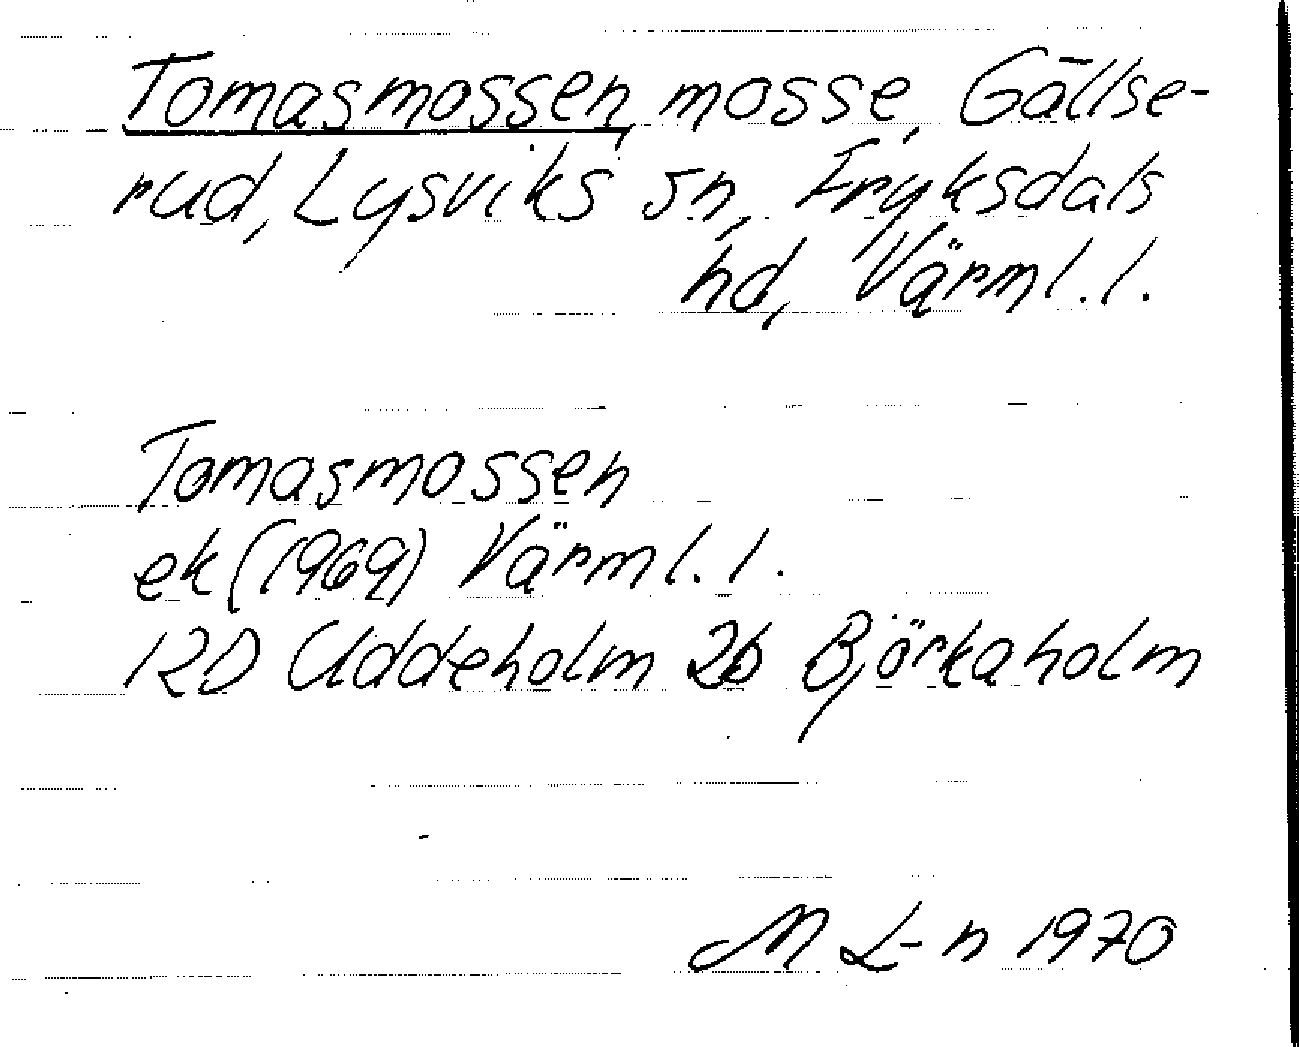 Tomasmossen, mosse, Gällse-
rud, Lysviks sn, Fryksdals
hd, Värml. l.
Tomasmossen
ek (1969) Värml. l.
12D Uddeholm 2b Björkaholm
M L-n 1970